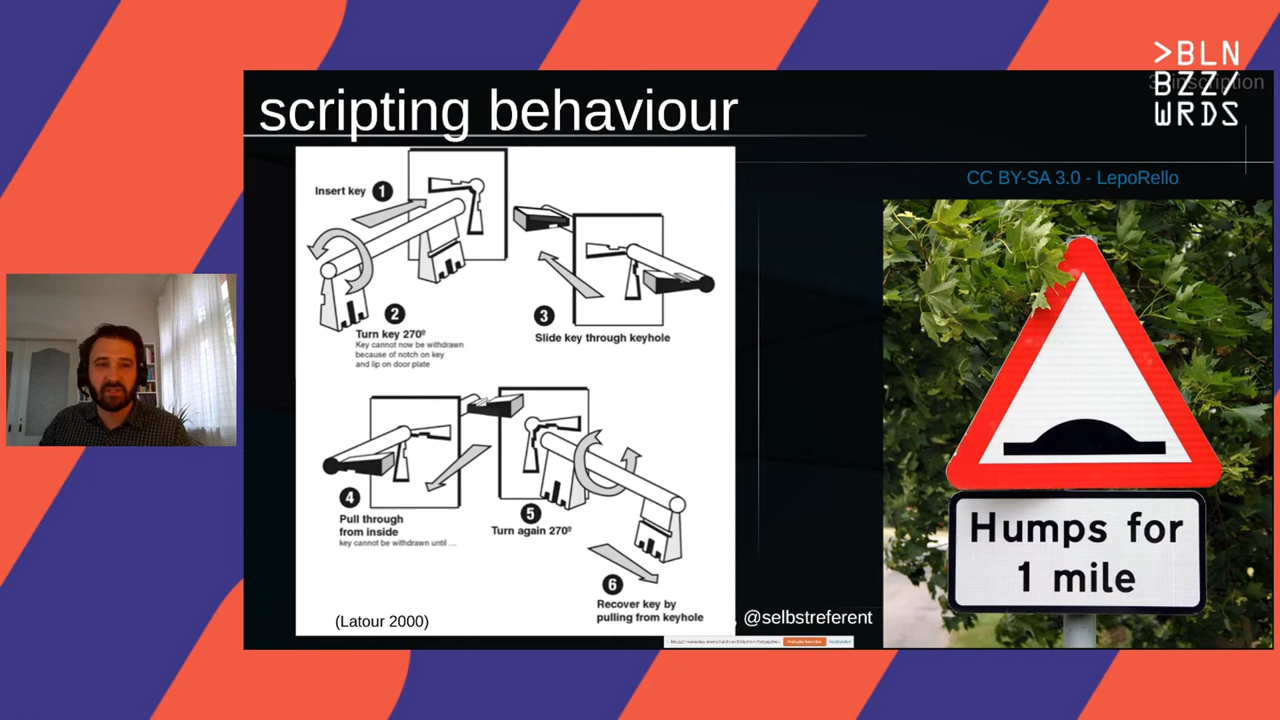 >BLN
BZZ/
WRDS
scripting behaviour
CC BY-SA 3.0 - LepoRello
Insert key 1
2
Turn key 270º
Key cannot now be withdrawn
because of notch on key
and lip on door plate
3
Slide key through keyhole
4
Pull through
from inside
key cannot be withdrawn until ...
5
Turn again 270º
6
Recover key by
pulling from keyhole
(Latour 2000)
@selbstreferent
Humps for
1 mile